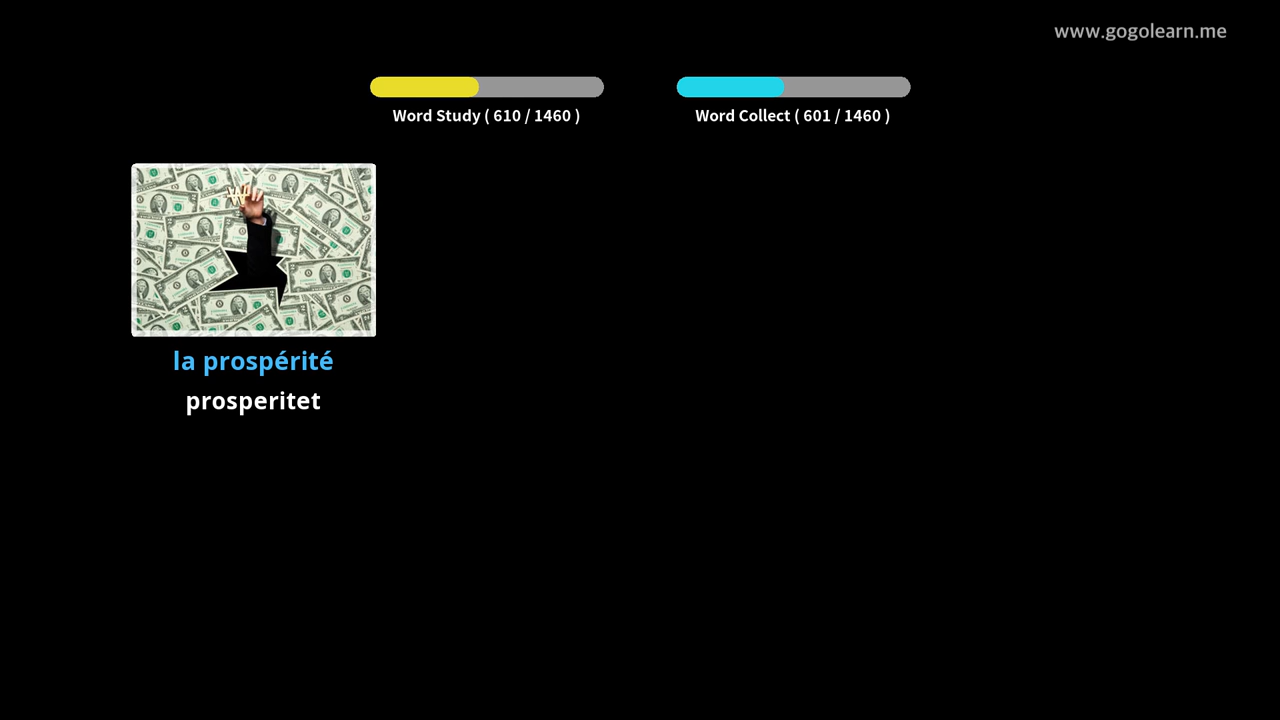 www.gogolearn.me
Word Study ( 610 / 1460 )
Word Collect ( 601 / 1460 )
la prospérité
prosperitet